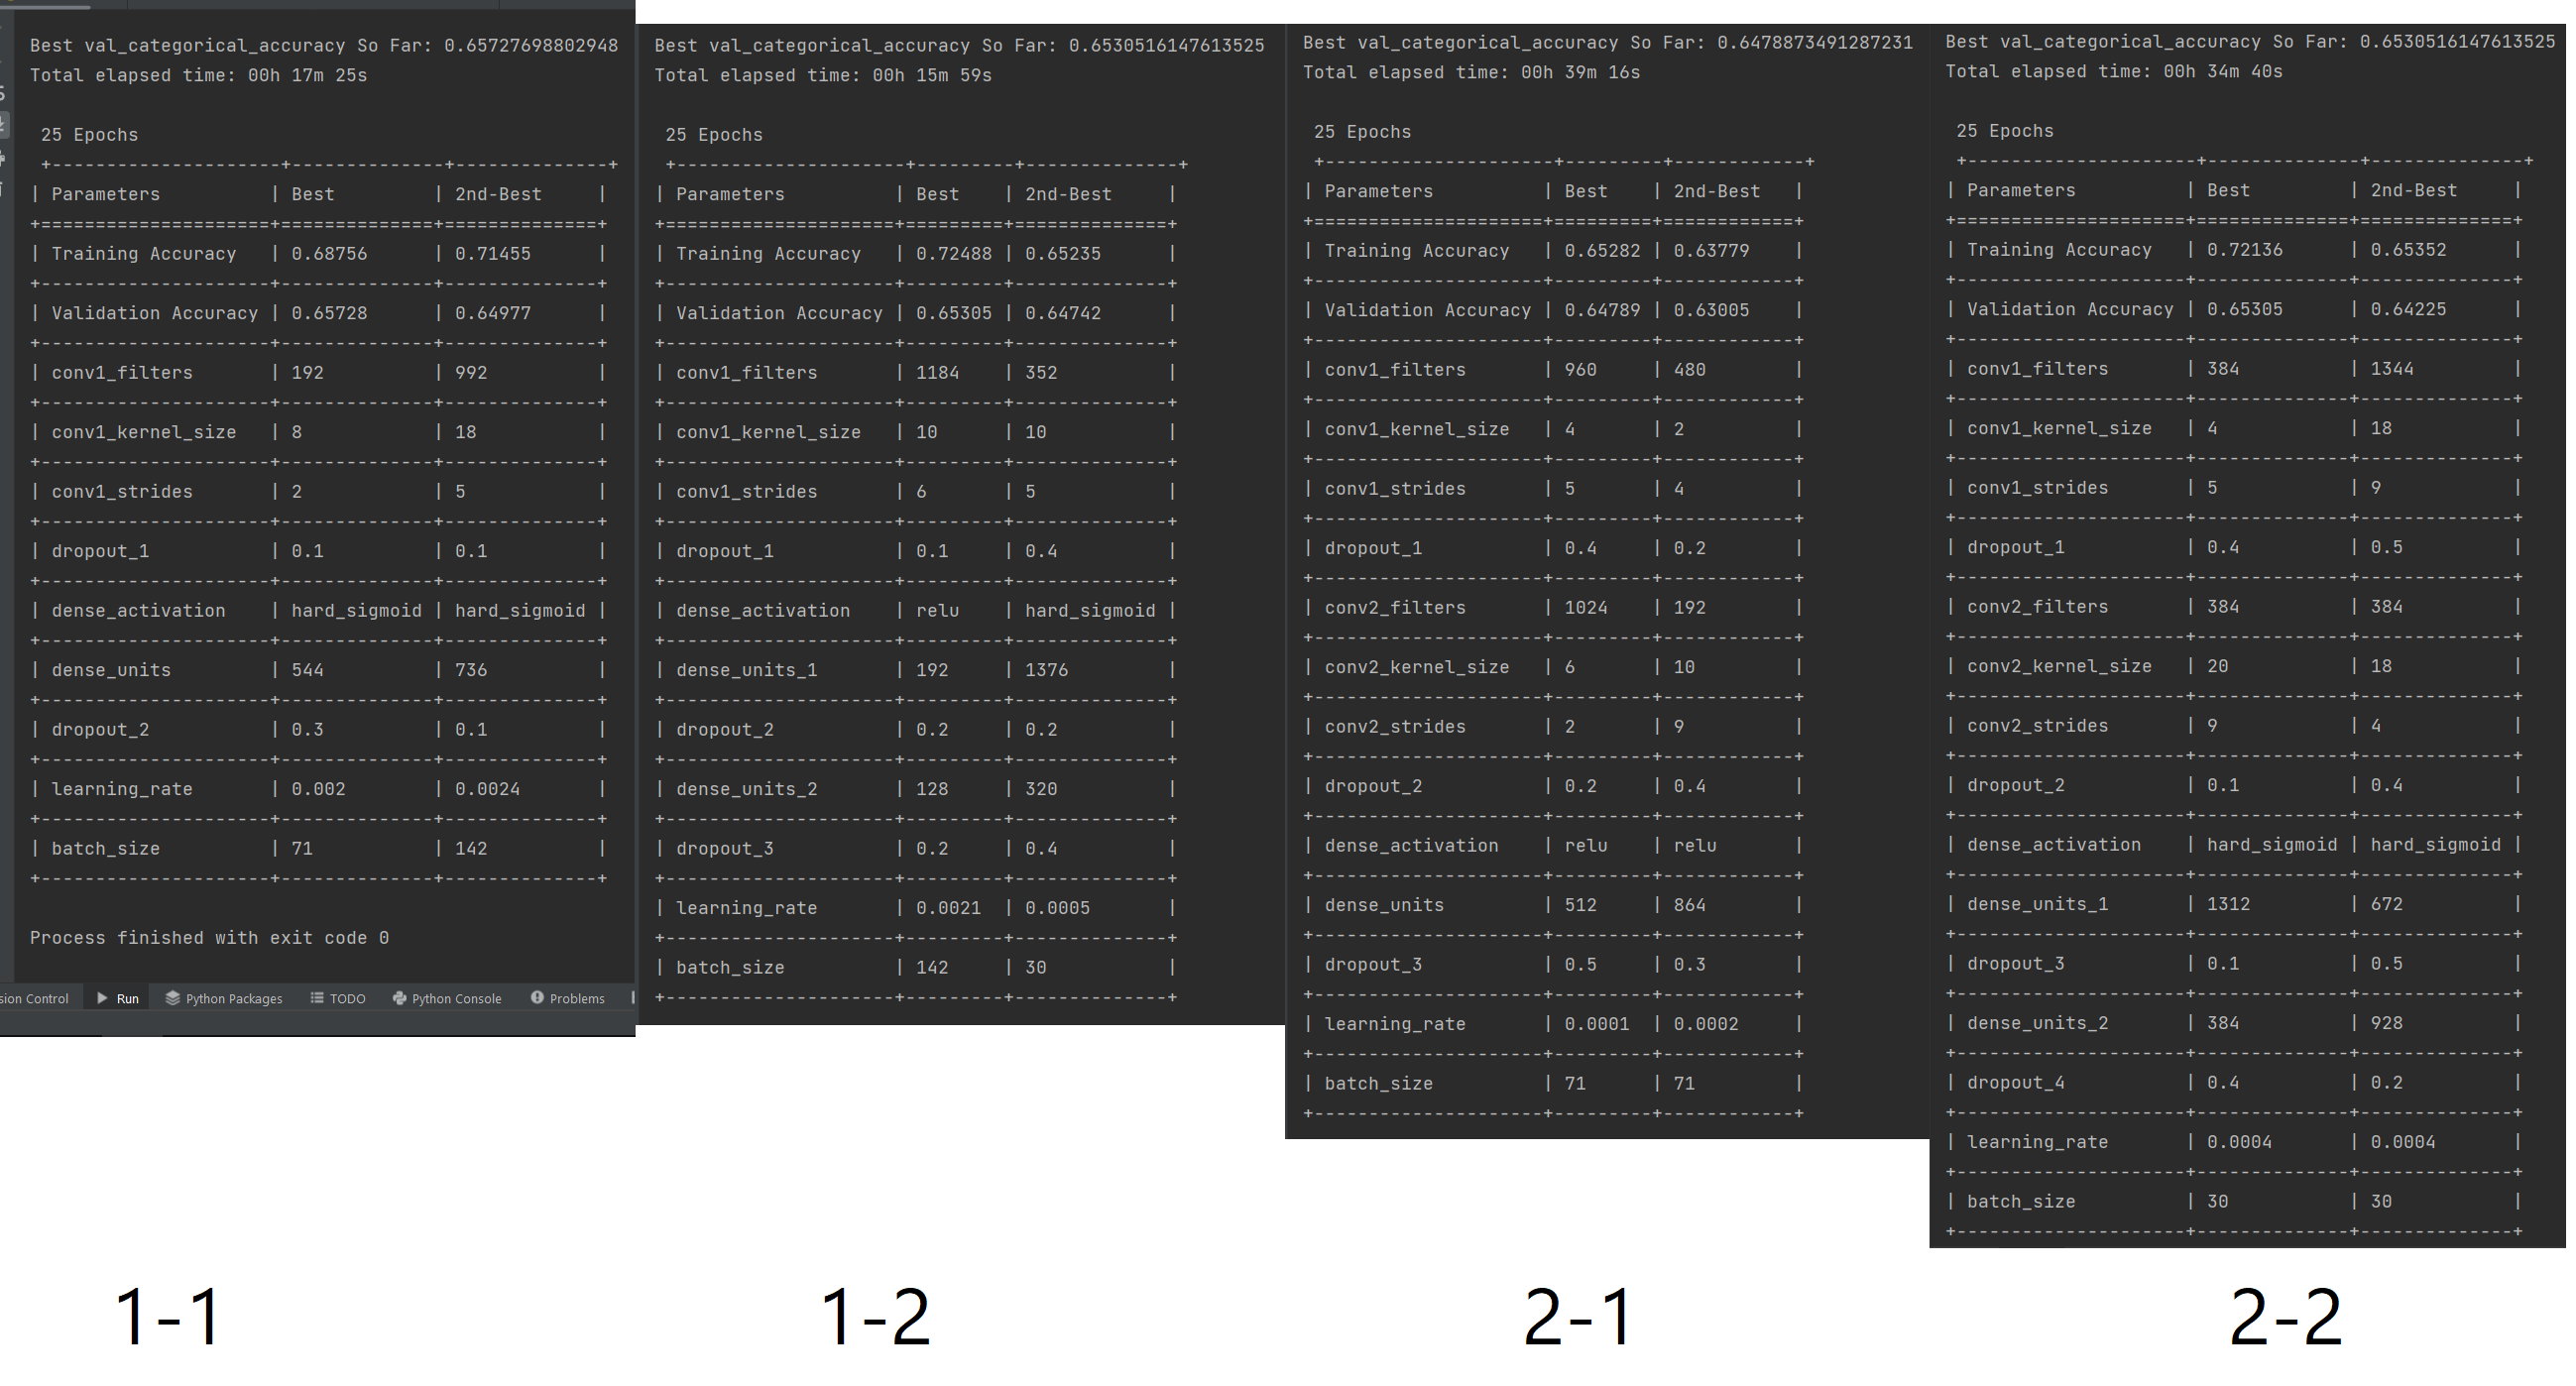 Best val_categorical_accuracy So Far: 0.65727698802948
Total elapsed time: 00h 17m 25s
25 Epochs
+---------------------+--------------+--------------+
| Parameters | Best | 2nd-Best |
| Training Accuracy | 0.68756 | 0.71455 |
| Validation Accuracy | 0.65728 | 0.64977 |
| conv1_filters | 192 | 992 |
| conv1_kernel_size | 8 | 18 |
| conv1_strides | 2 | 5 |
| dropout_1 | 0.1 | 0.1 |
| dense_activation | hard_sigmoid | hard_sigmoid |
| dense_units | 544 | 736 |
| dropout_2 | 0.3 | 0.1 |
| learning_rate | 0.002 | 0.0024 |
| batch_size | 71 | 142 |
Process finished with exit code 0
sion Control Run Python Packages TODO Python Console Problems
1-1
Best val_categorical_accuracy So Far: 0.6530516147613525
Total elapsed time: 00h 15m 59s
25 Epochs
| Parameters | Best | 2nd-Best |
| Training Accuracy | 0.72488 | 0.65235 |
| Validation Accuracy | 0.65305 | 0.64742 |
| conv1_filters | 1184 | 352 |
| conv1_kernel_size | 10 | 10 |
| conv1_strides | 6 | 5 |
| dropout_1 | 0.1 | 0.4 |
| dense_activation | relu | hard_sigmoid |
| dense_units_1 | 192 | 1376 |
| dropout_2 | 0.2 | 0.2 |
| dense_units_2 | 128 | 320 |
| dropout_3 | 0.2 | 0.4 |
| learning_rate | 0.0021 | 0.0005 |
| batch_size | 142 | 30 |
1-2
Best val_categorical_accuracy So Far: 0.6478873491287231
Total elapsed time: 00h 39m 16s
25 Epochs
| Parameters | Best | 2nd-Best |
| Training Accuracy | 0.65282 | 0.63779 |
| Validation Accuracy | 0.64789 | 0.63005 |
| conv1_filters | 960 | 480 |
| conv1_kernel_size | 4 | 2 |
| conv1_strides | 5 | 4 |
| dropout_1 | 0.4 | 0.2 |
| conv2_filters | 1024 | 192 |
| conv2_kernel_size | 6 | 10 |
| conv2_strides | 2 | 9 |
| dropout_2 | 0.2 | 0.4 |
| dense_activation | relu | relu |
| dense_units | 512 | 864 |
| dropout_3 | 0.5 | 0.3 |
| learning_rate | 0.0001 | 0.0002 |
| batch_size | 71 | 71 |
2-1
Best val_categorical_accuracy So Far: 0.6530516147613525
Total elapsed time: 00h 34m 40s
25 Epochs
| Parameters | Best | 2nd-Best |
| Training Accuracy | 0.72136 | 0.65352 |
| Validation Accuracy | 0.65305 | 0.64225 |
| conv1_filters | 384 | 1344 |
| conv1_kernel_size | 4 | 18 |
| conv1_strides | 5 | 9 |
| dropout_1 | 0.4 | 0.5 |
| conv2_filters | 384 | 384 |
| conv2_kernel_size | 20 | 18 |
| conv2_strides | 9 | 4 |
| dropout_2 | 0.1 | 0.4 |
| dense_activation | hard_sigmoid | hard_sigmoid |
| dense_units_1 | 1312 | 672 |
| dropout_3 | 0.1 | 0.5 |
| dense_units_2 | 384 | 928 |
| dropout_4 | 0.4 | 0.2 |
| learning_rate | 0.0004 | 0.0004 |
| batch_size | 30 | 30 |
2-2